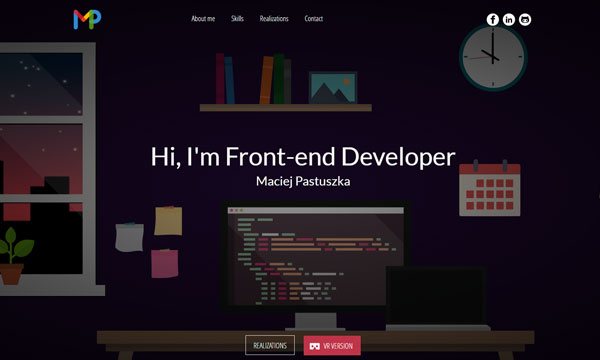 MP
About me
Skills
Realizations
Contact
Hi, I'm Front-end Developer
Maciej Pastuszka
REALIZATIONS
VR VERSION